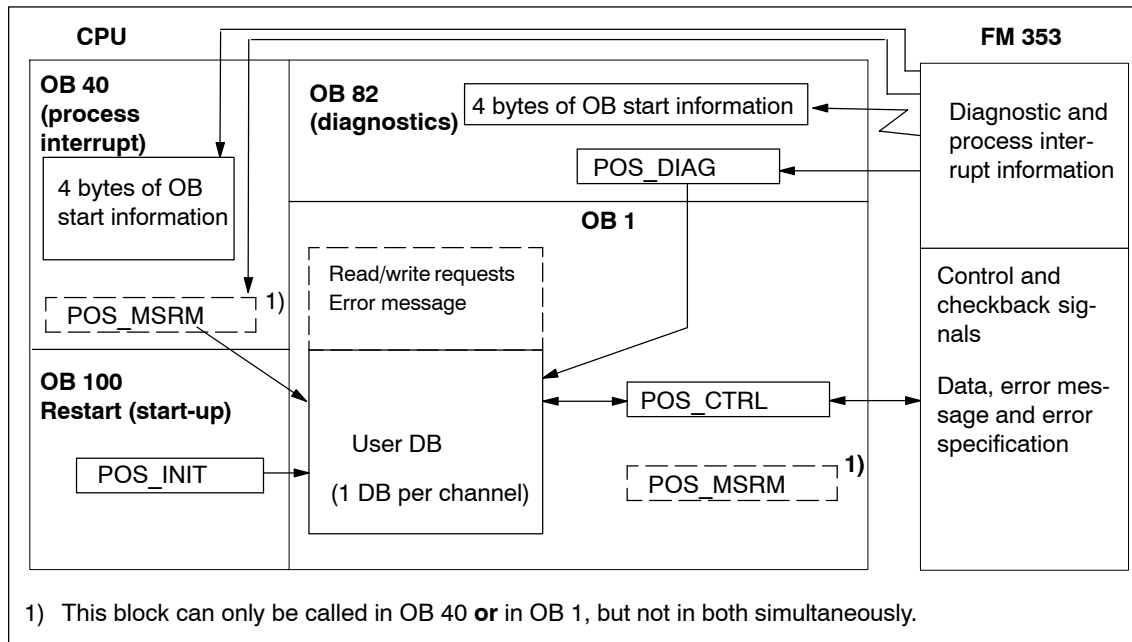 CPU
FM 353
OB 40
(process
interrupt)
4 bytes of OB
start information
POS_MSRM
1)
OB 100
Restart (start-up)
POS_INIT
OB 82
(diagnostics)
4 bytes of OB start information
POS_DIAG
OB 1
Read/write requests
Error message
User DB
(1 DB per channel)
POS_CTRL
POS_MSRM
1)
Diagnostic and
process inter-
rupt information
Control and
checkback sig-
nals
Data, error mes-
sage and error
specification
1) This block can only be called in OB 40 or in OB 1, but not in both simultaneously.